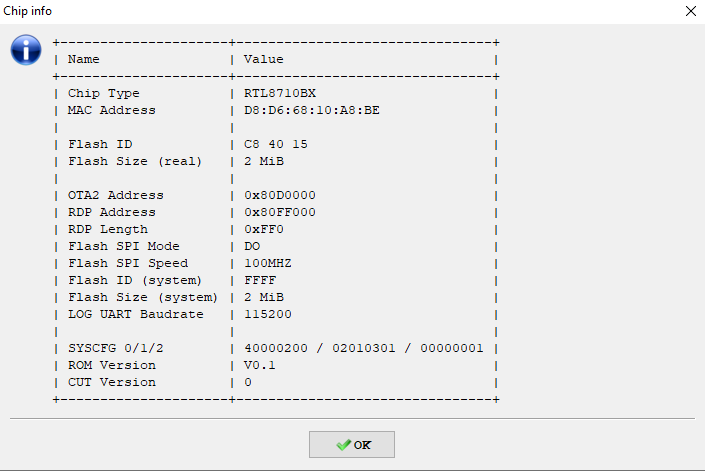 Chip info
+--------------------+------------------------------+
| Name | Value |
+--------------------+------------------------------+
| Chip Type | RTL8710BX |
| MAC Address | D8:D6:68:10:A8:BE |
| | |
| Flash ID | C8 40 15 |
| Flash Size (real) | 2 MiB |
| | |
| OTA2 Address | 0x80D0000 |
| RDP Address | 0x80FF000 |
| RDP Length | 0xFF0 |
| Flash SPI Mode | DO |
| Flash SPI Speed | 100MHZ |
| Flash ID (system) | FFFF |
| Flash Size (system) | 2 MiB |
| LOG UART Baudrate | 115200 |
| | |
| SYSCFG 0/1/2 | 40000200 / 02010301 / 00000001 |
| ROM Version | V0.1 |
| CUT Version | 0 |
+--------------------+------------------------------+
OK